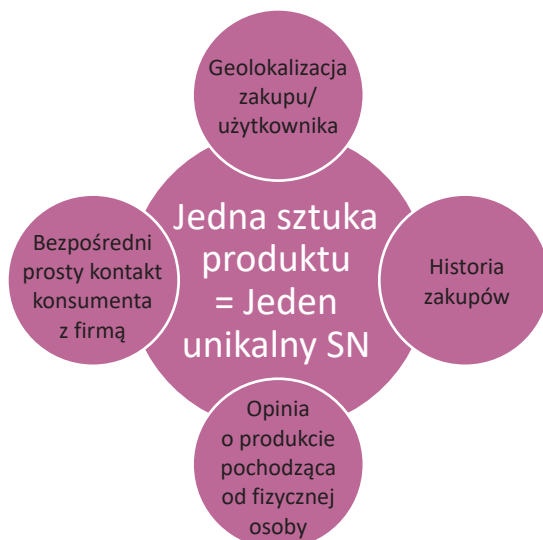 Geolokalizacja
zakupu/
użytkownika
Bezpośredni
prosty kontakt
konsumenta
z firmą
Jedna sztuka
produktu
= Jeden
unikalny SN
Historia
zakupów
Opinia
o produkcie
pochodząca
od fizycznej
osoby